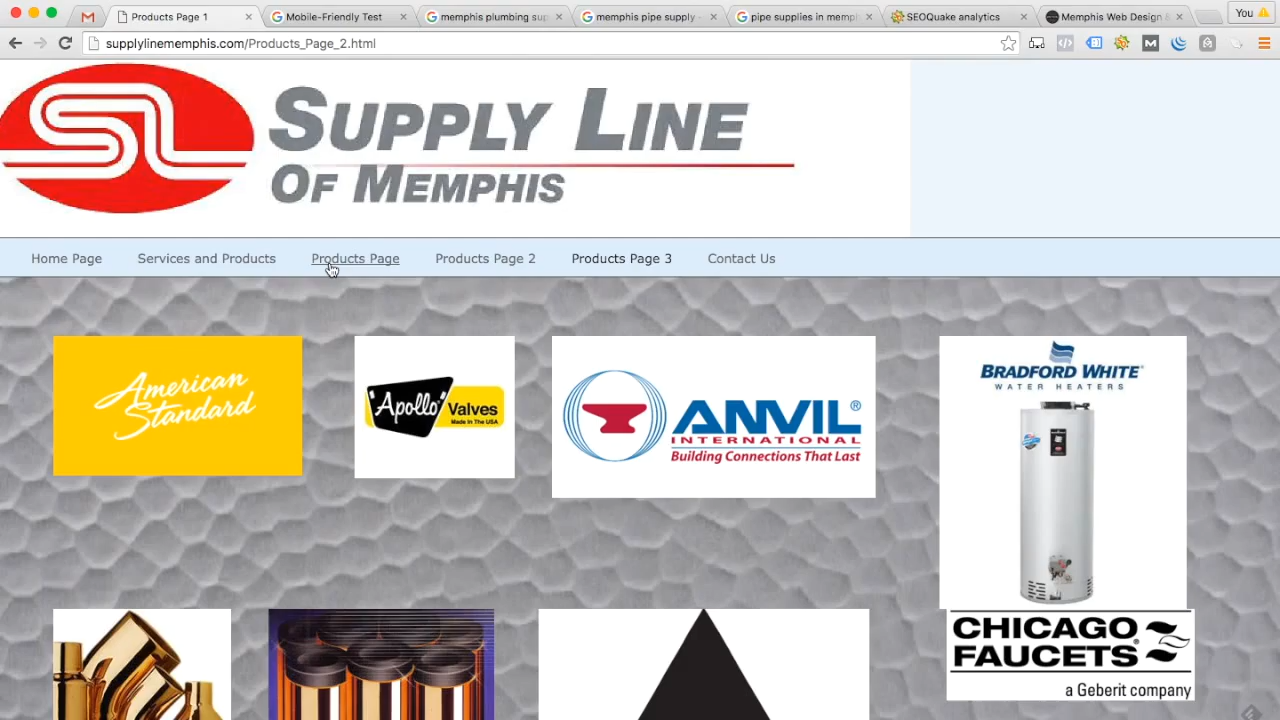 Products Page 1
Mobile-Friendly Test
memphis plumbing sup
memphis pipe supply -
pipe supplies in memph
SEOQuake analytics
Memphis Web Design &
You
supplylinememphis.com/Products_Page_2.html
SL
SUPPLY LINE
OF MEMPHIS
Home Page
Services and Products
Products Page
Products Page 2
Products Page 3
Contact Us
American
Standard
Apollo
Valves
Made In The USA
ANVIL®
INTERNATIONAL
Building Connections That Last
BRADFORD WHITE
WATER HEATERS
CHICAGO
FAUCETS
a Geberit company